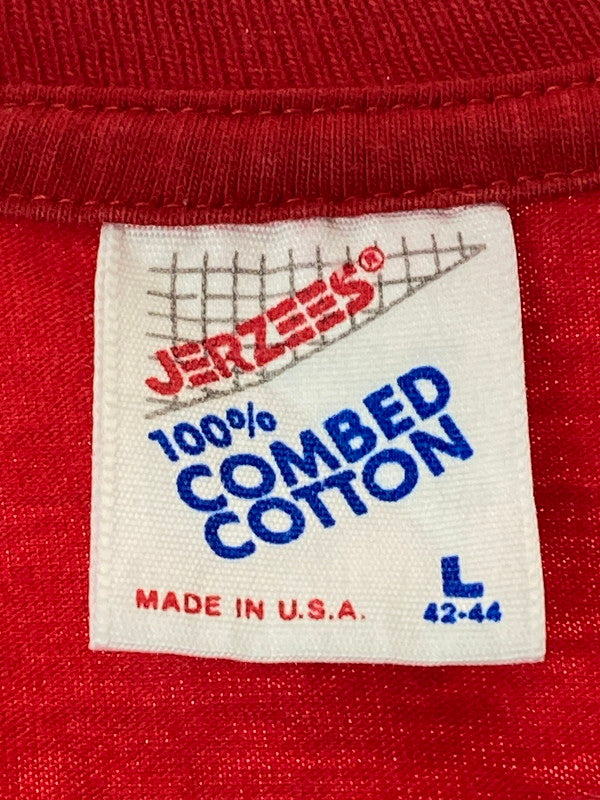 JERZEES®
100%
COMBED
COTTON
MADE IN U.S.A.
L
42-44